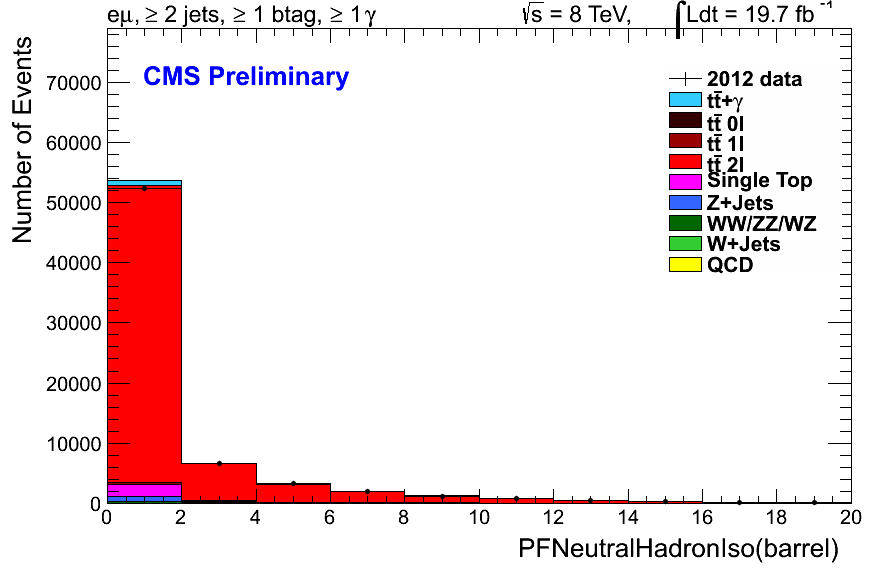 eμ, ≥ 2 jets, ≥ 1 btag, ≥ 1 γ
√s = 8 TeV, ∫Ldt = 19.7 fb⁻¹
CMS Preliminary
Number of Events
70000
60000
50000
40000
30000
20000
10000
0
2012 data
tt̄+γ
tt̄ 0l
tt̄ 1l
tt̄ 2l
Single Top
Z+Jets
WW/ZZ/WZ
W+Jets
QCD
0 2 4 6 8 10 12 14 16 18 20
PFNeutralHadronIso(barrel)